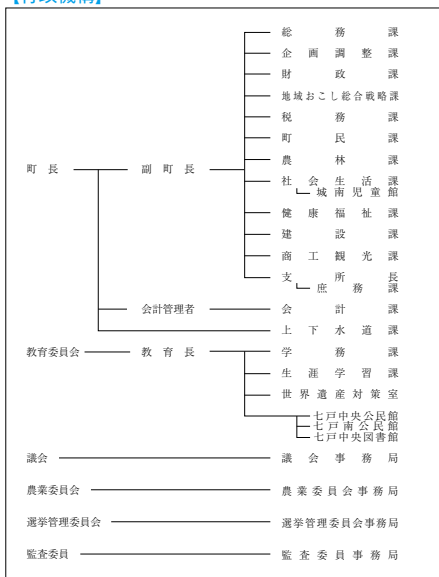 総務課
企画調整課
財政課
地域おこし総合戦略課
税務課
町民課
農林課
町長 副町長 社会生活課
城南児童館
健康福祉課
建設課
商工観光課
支所長
庶務課
会計管理者 会計課
上下水道課
教育委員会 教育長 学務課
生涯学習課
世界遺産対策室
七戸中央公民館
七戸南公民館
七戸中央図書館
議会 議会事務局
農業委員会 農業委員会事務局
選挙管理委員会 選挙管理委員会事務局
監査委員 監査委員事務局